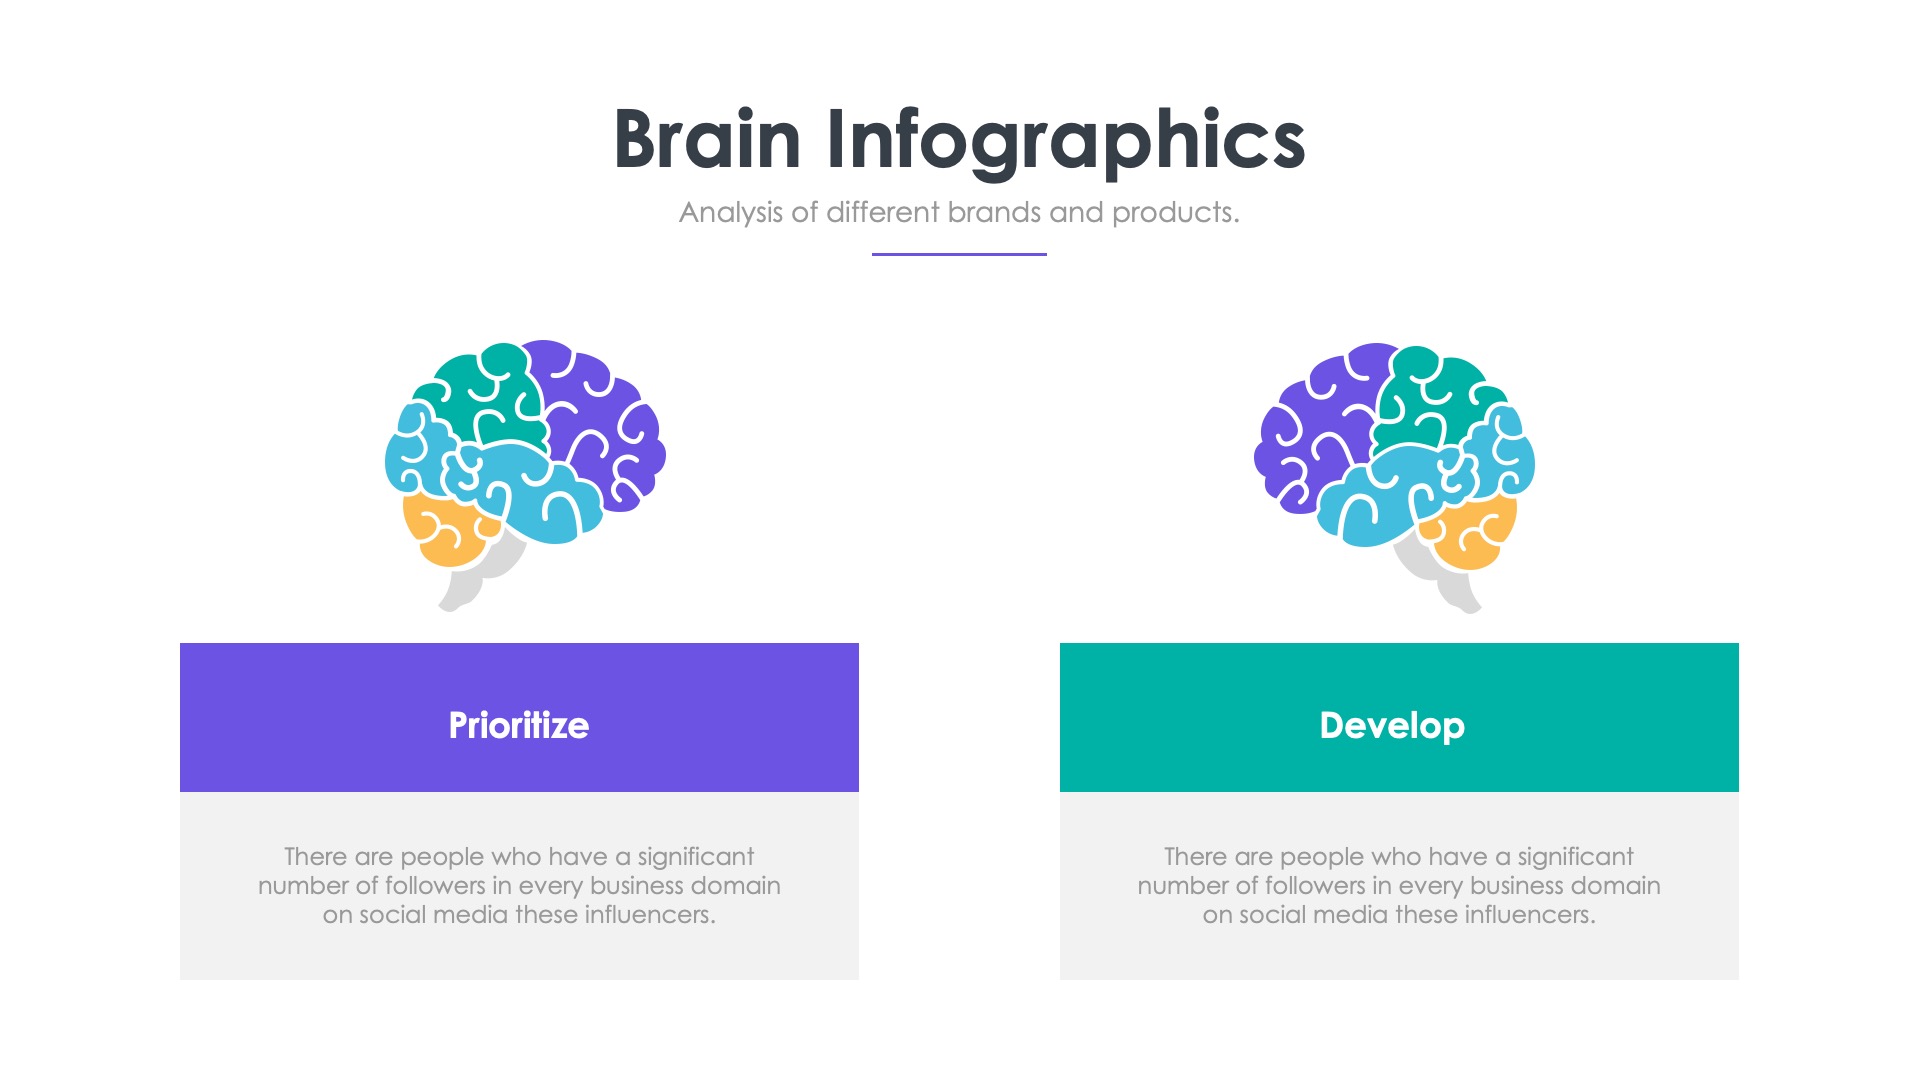 Brain Infographics
Analysis of different brands and products.
Prioritize
There are people who have a significant
number of followers in every business domain
on social media these influencers.
Develop
There are people who have a significant
number of followers in every business domain
on social media these influencers.